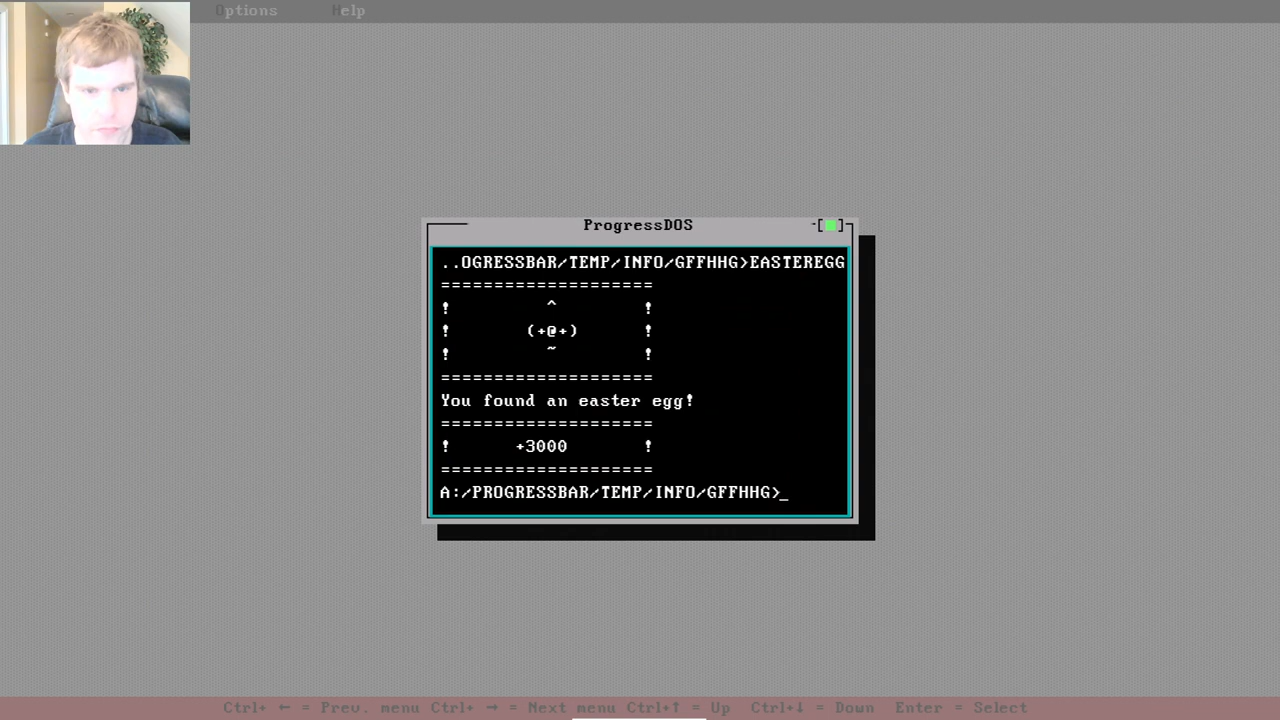 Options Help
ProgressDOS
-[■]
..OGRESSBAR/TEMP/INFO/GFFHHG>EASTEREGG
====================
! ^ !
! (+@+) !
! ~ !
====================
You found an easter egg!
====================
! +3000 !
====================
A:/PROGRESSBAR/TEMP/INFO/GFFHHG>_
Ctrl+ ← = Prev. menu Ctrl+ → = Next menu Ctrl+↑ = Up Ctrl+↓ = Down Enter = Select